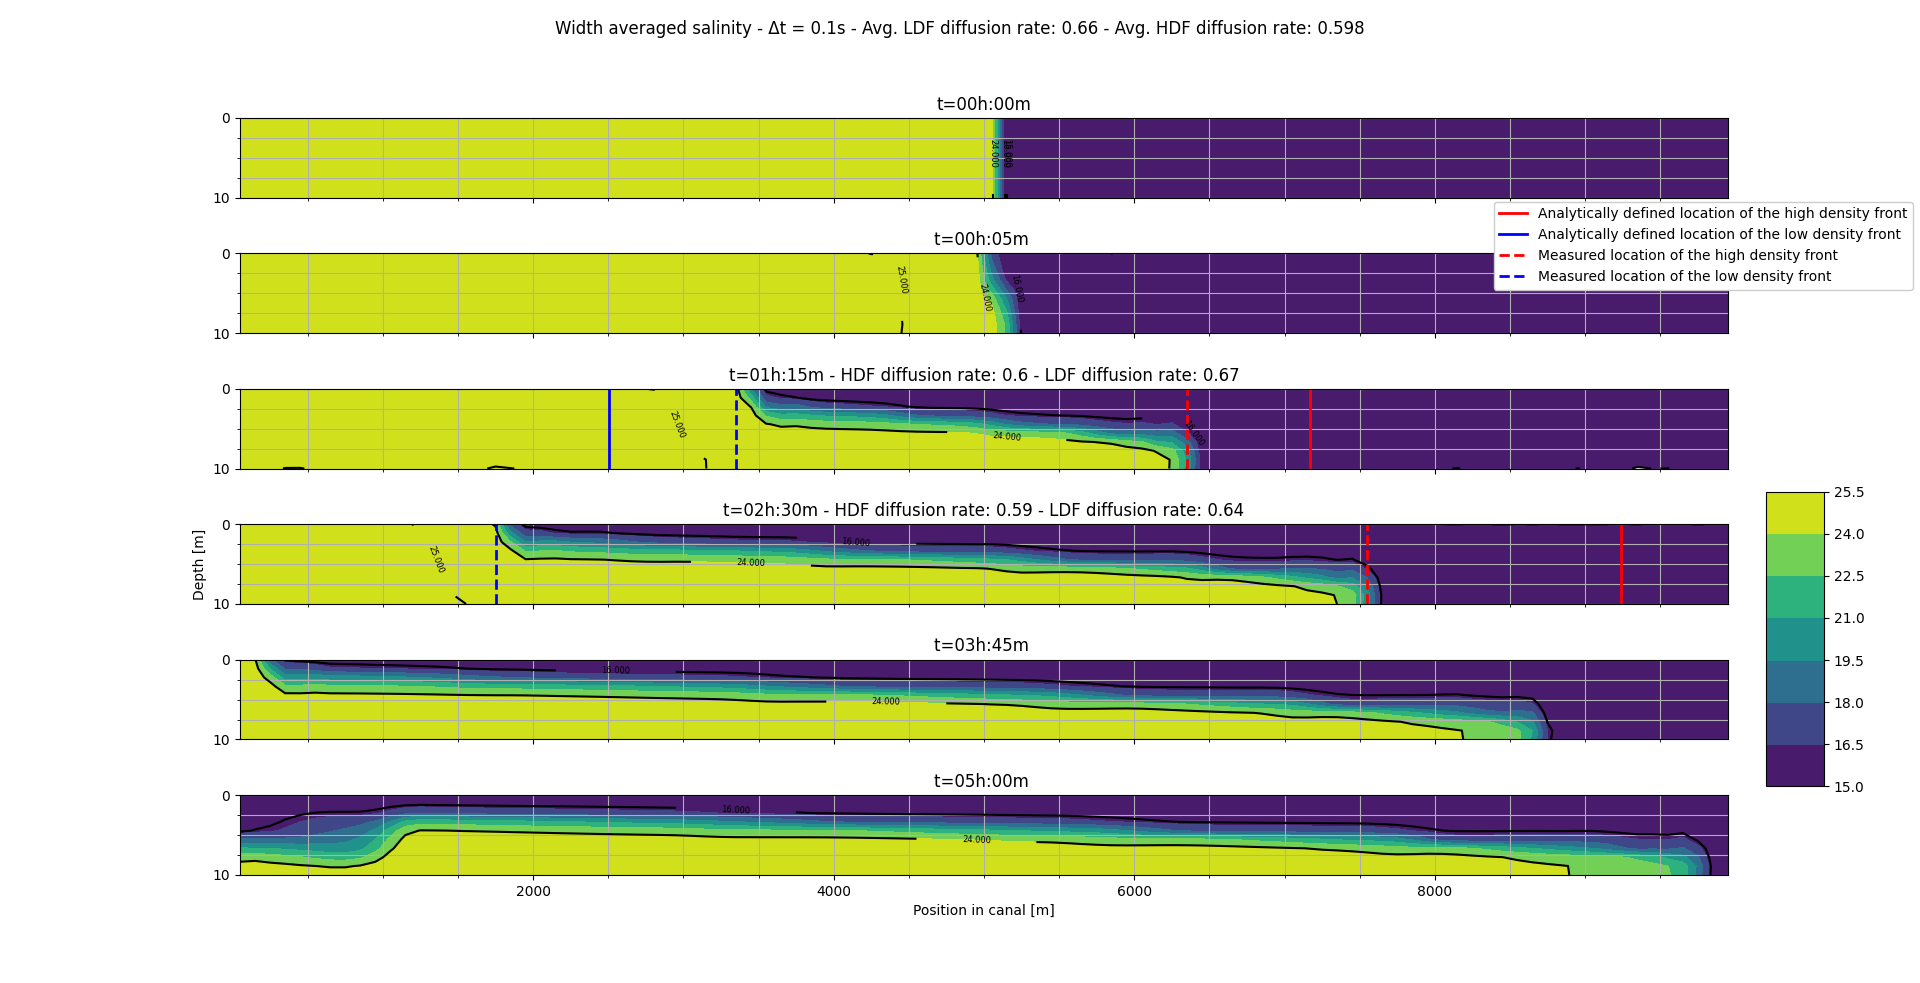 Width averaged salinity - Δt = 0.1s - Avg. LDF diffusion rate: 0.66 - Avg. HDF diffusion rate: 0.598
t=00h:00m
0
10
24.000
Analytically defined location of the high density front
Analytically defined location of the low density front
Measured location of the high density front
Measured location of the low density front
t=00h:05m
0
10
25.000
24.000
16.000
t=01h:15m - HDF diffusion rate: 0.6 - LDF diffusion rate: 0.67
0
10
25.000
24.000
16.000
t=02h:30m - HDF diffusion rate: 0.59 - LDF diffusion rate: 0.64
0
10
25.000
24.000
16.000
Depth [m]
t=03h:45m
0
10
16.000
24.000
t=05h:00m
0
10
16.000
24.000
2000
4000
6000
8000
Position in canal [m]
25.5
24.0
22.5
21.0
19.5
18.0
16.5
15.0